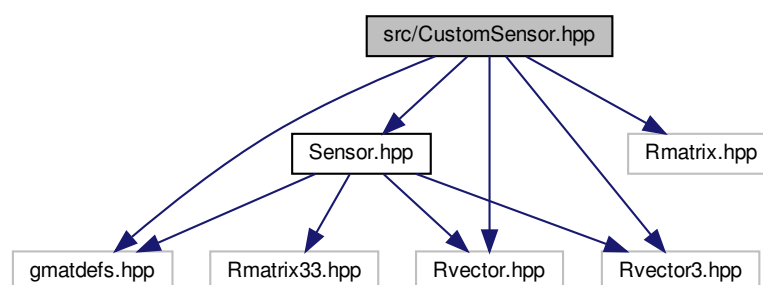 src/CustomSensor.hpp
Sensor.hpp
Rmatrix.hpp
gmatdefs.hpp
Rmatrix33.hpp
Rvector.hpp
Rvector3.hpp